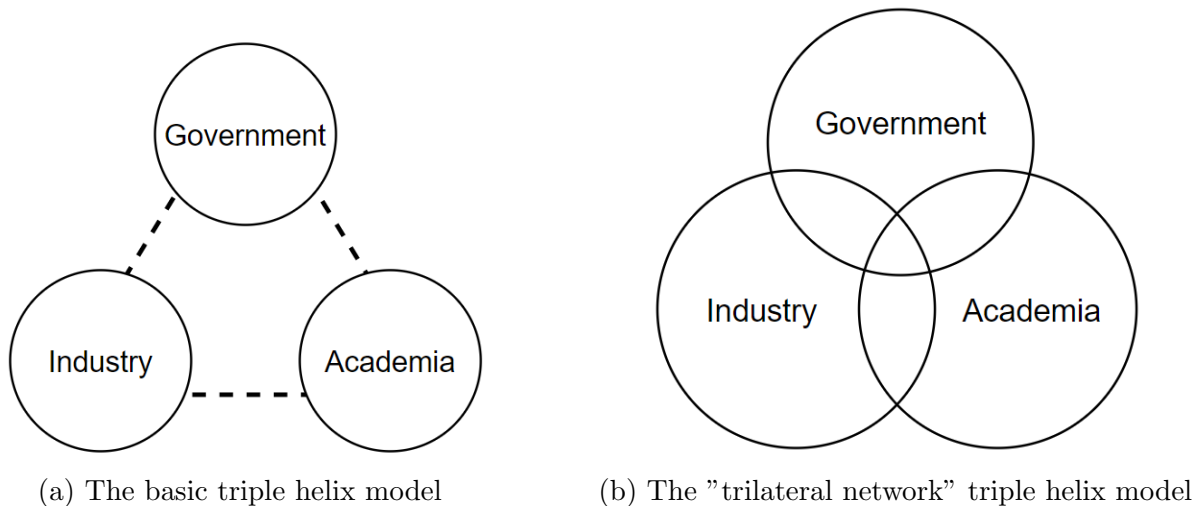 Government
Industry
Academia
(a) The basic triple helix model
Government
Industry
Academia
(b) The ”trilateral network” triple helix model